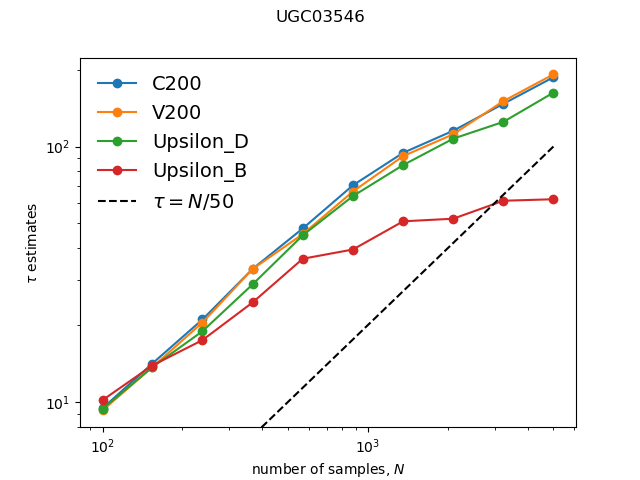 UGC03546
C200
V200
Upsilon_D
Upsilon_B
τ = N/50
10²
10¹
τ estimates
10²
10³
number of samples, N